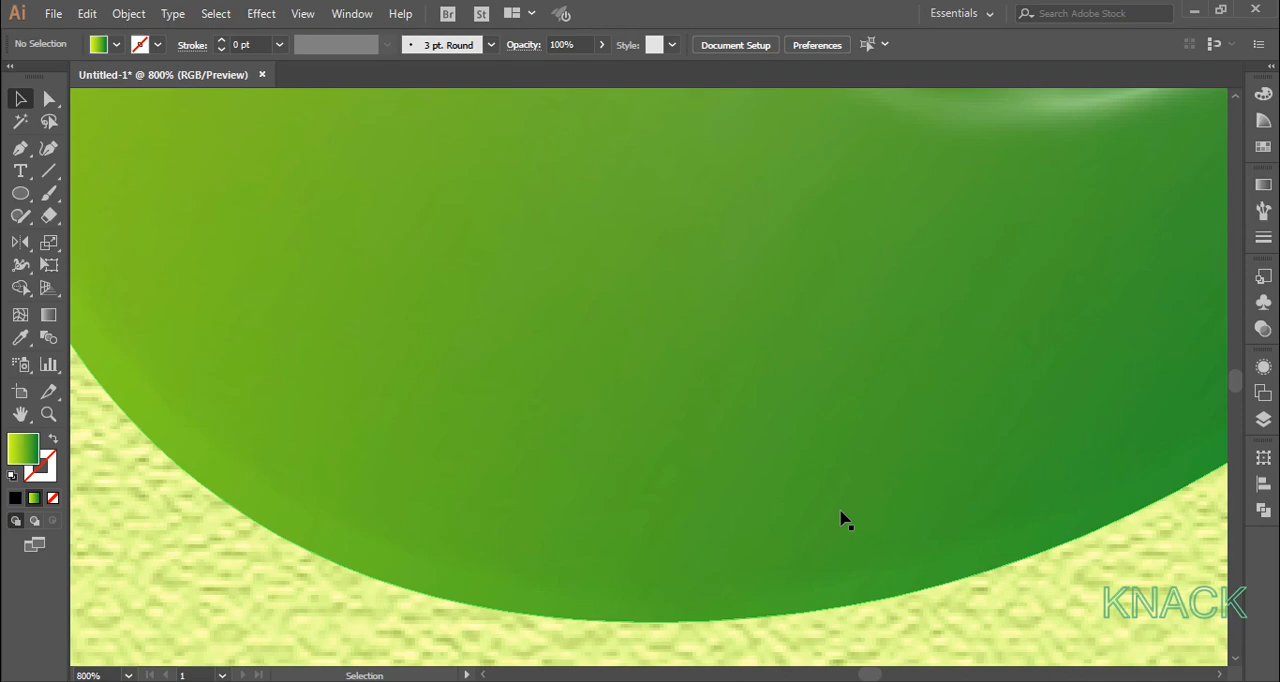 Ai File Edit Object Type Select Effect View Window Help Br St Essentials Search Adobe Stock
No Selection Stroke: 0 pt 3 pt. Round Opacity: 100% Style: Document Setup Preferences
Untitled-1* @ 800% (RGB/Preview)
KNACK
800% 1 Selection